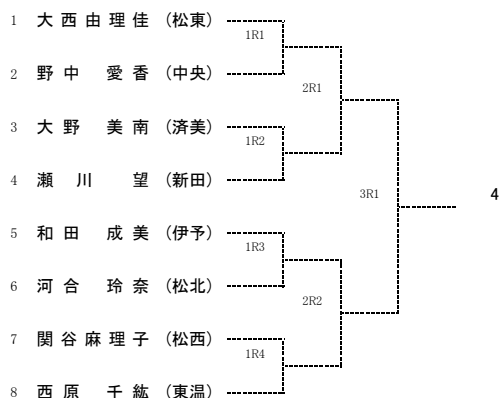 1 大西由理佳 （松東）
1R1
2 野中 愛香 （中央）
2R1
3 大野 美南 （済美）
1R2
4 瀬川 望 （新田）
3R1
4
5 和田 成美 （伊予）
1R3
6 河合 玲奈 （松北）
2R2
7 関谷麻理子 （松西）
1R4
8 西原 千紘 （東温）